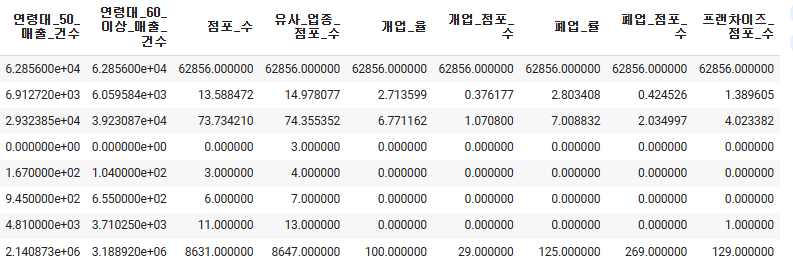 연령대_50_매출_건수 연령대_60_이상_매출_건수 점포_수 유사_업종_점포_수 개업_율 개업_점포_수 폐업_률 폐업_점포_수 프랜차이즈_점포_수
6.285600e+04 6.285600e+04 62856.000000 62856.000000 62856.000000 62856.000000 62856.000000 62856.000000 62856.000000
6.912720e+03 6.059584e+03 13.588472 14.978077 2.713599 0.376177 2.803408 0.424526 1.389605
2.932385e+04 3.923087e+04 73.734210 74.355352 6.771162 1.070800 7.008832 2.034997 4.023382
0.000000e+00 0.000000e+00 0.000000 3.000000 0.000000 0.000000 0.000000 0.000000 0.000000
1.670000e+02 1.040000e+02 3.000000 4.000000 0.000000 0.000000 0.000000 0.000000 0.000000
9.450000e+02 6.550000e+02 6.000000 7.000000 0.000000 0.000000 0.000000 0.000000 0.000000
4.810000e+03 3.710250e+03 11.000000 13.000000 0.000000 0.000000 0.000000 0.000000 1.000000
2.140873e+06 3.188920e+06 8631.000000 8647.000000 100.000000 29.000000 125.000000 269.000000 129.000000